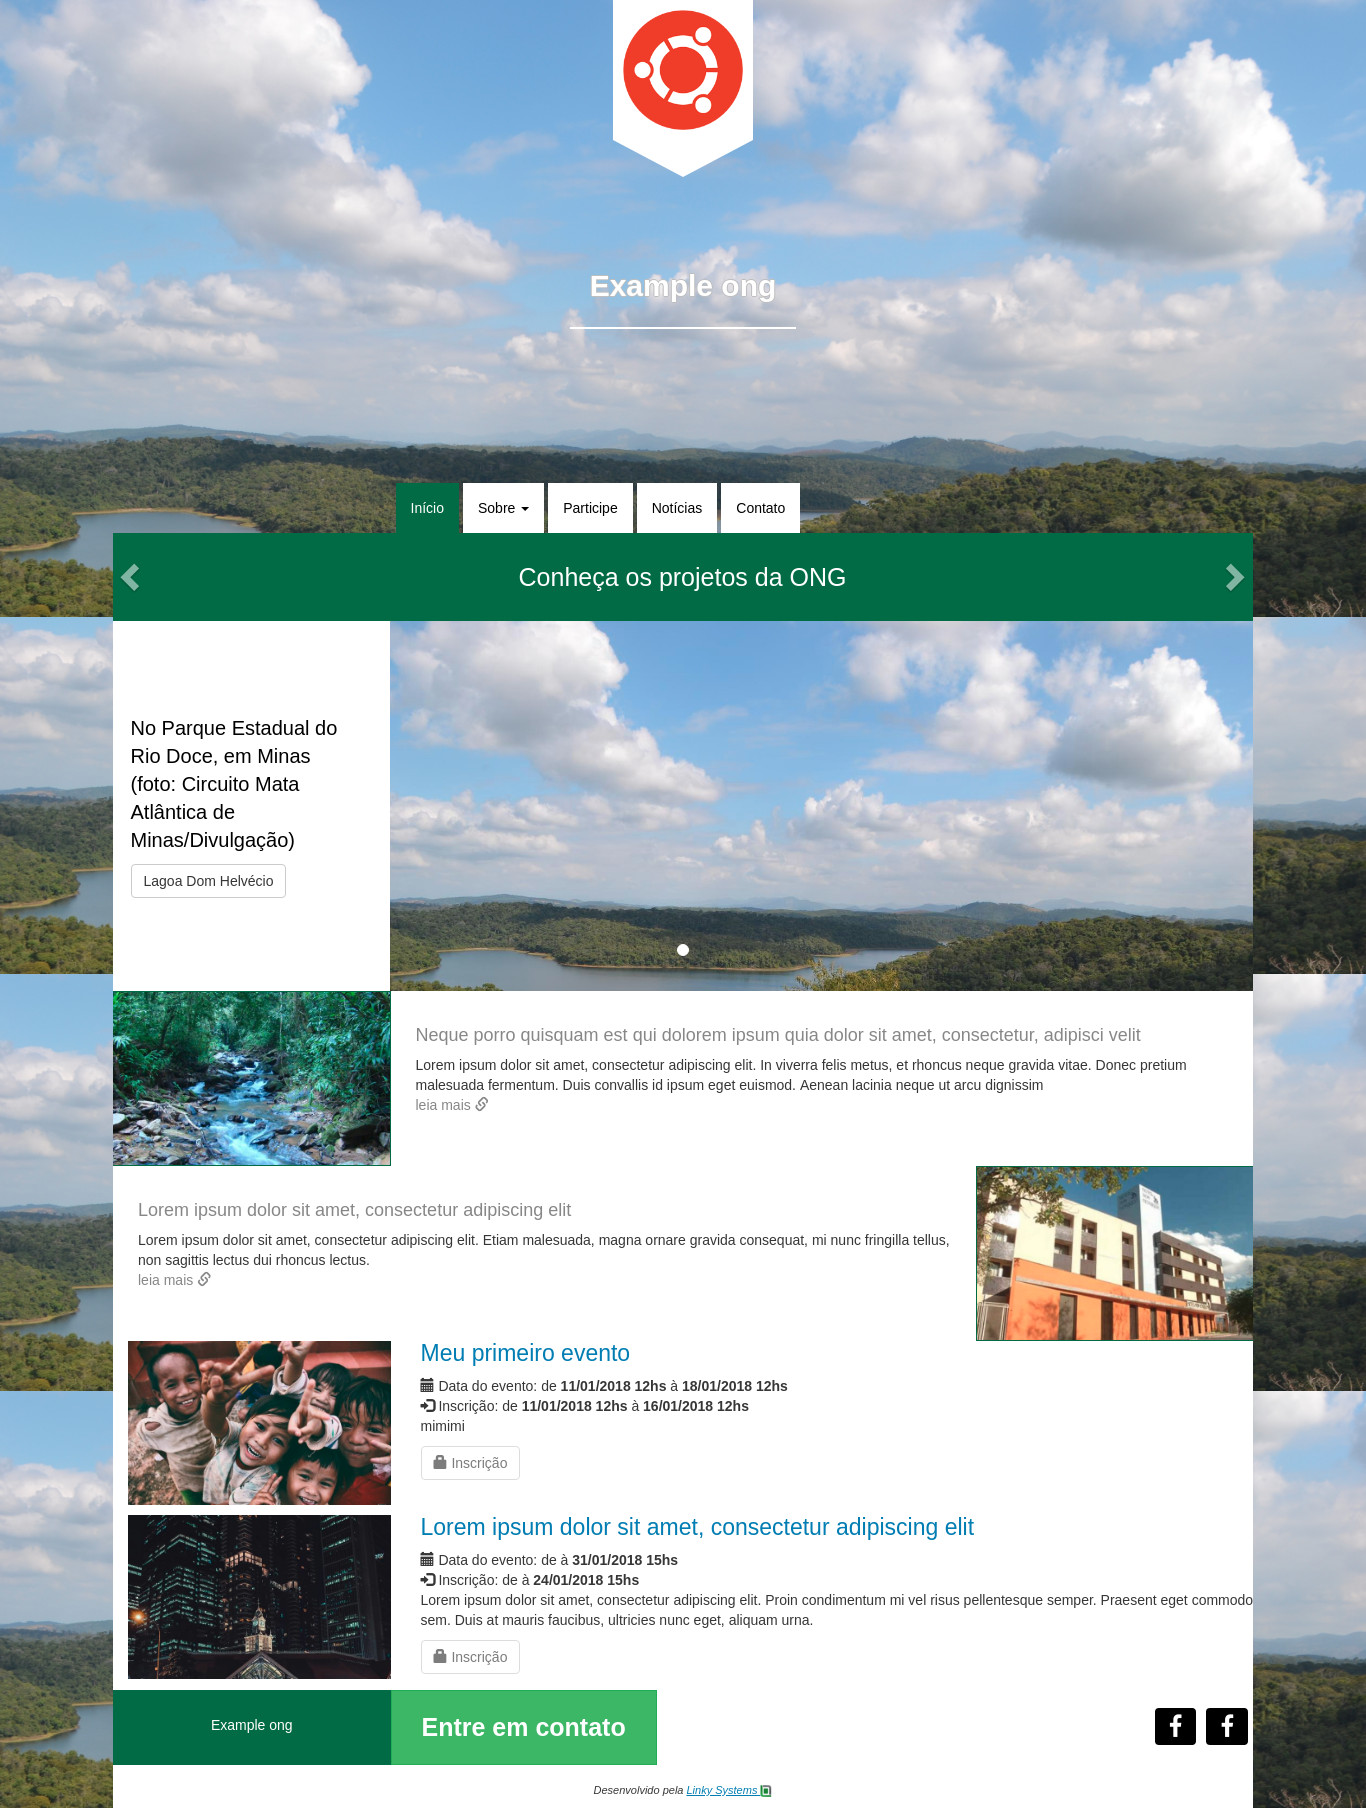 Example ong
Início
Sobre
Participe
Notícias
Contato
Conheça os projetos da ONG
No Parque Estadual do
Rio Doce, em Minas
(foto: Circuito Mata
Atlântica de
Minas/Divulgação)
Lagoa Dom Helvécio
Neque porro quisquam est qui dolorem ipsum quia dolor sit amet, consectetur, adipisci velit
Lorem ipsum dolor sit amet, consectetur adipiscing elit. In viverra felis metus, et rhoncus neque gravida vitae. Donec pretium
malesuada fermentum. Duis convallis id ipsum eget euismod. Aenean lacinia neque ut arcu dignissim
leia mais
Lorem ipsum dolor sit amet, consectetur adipiscing elit
Lorem ipsum dolor sit amet, consectetur adipiscing elit. Etiam malesuada, magna ornare gravida consequat, mi nunc fringilla tellus,
non sagittis lectus dui rhoncus lectus.
leia mais
Meu primeiro evento
Data do evento: de 11/01/2018 12hs à 18/01/2018 12hs
Inscrição: de 11/01/2018 12hs à 16/01/2018 12hs
mimimi
Inscrição
Lorem ipsum dolor sit amet, consectetur adipiscing elit
Data do evento: de à 31/01/2018 15hs
Inscrição: de à 24/01/2018 15hs
Lorem ipsum dolor sit amet, consectetur adipiscing elit. Proin condimentum mi vel risus pellentesque semper. Praesent eget commodo
sem. Duis at mauris faucibus, ultricies nunc eget, aliquam urna.
Inscrição
Example ong
Entre em contato
Desenvolvido pela Linky Systems